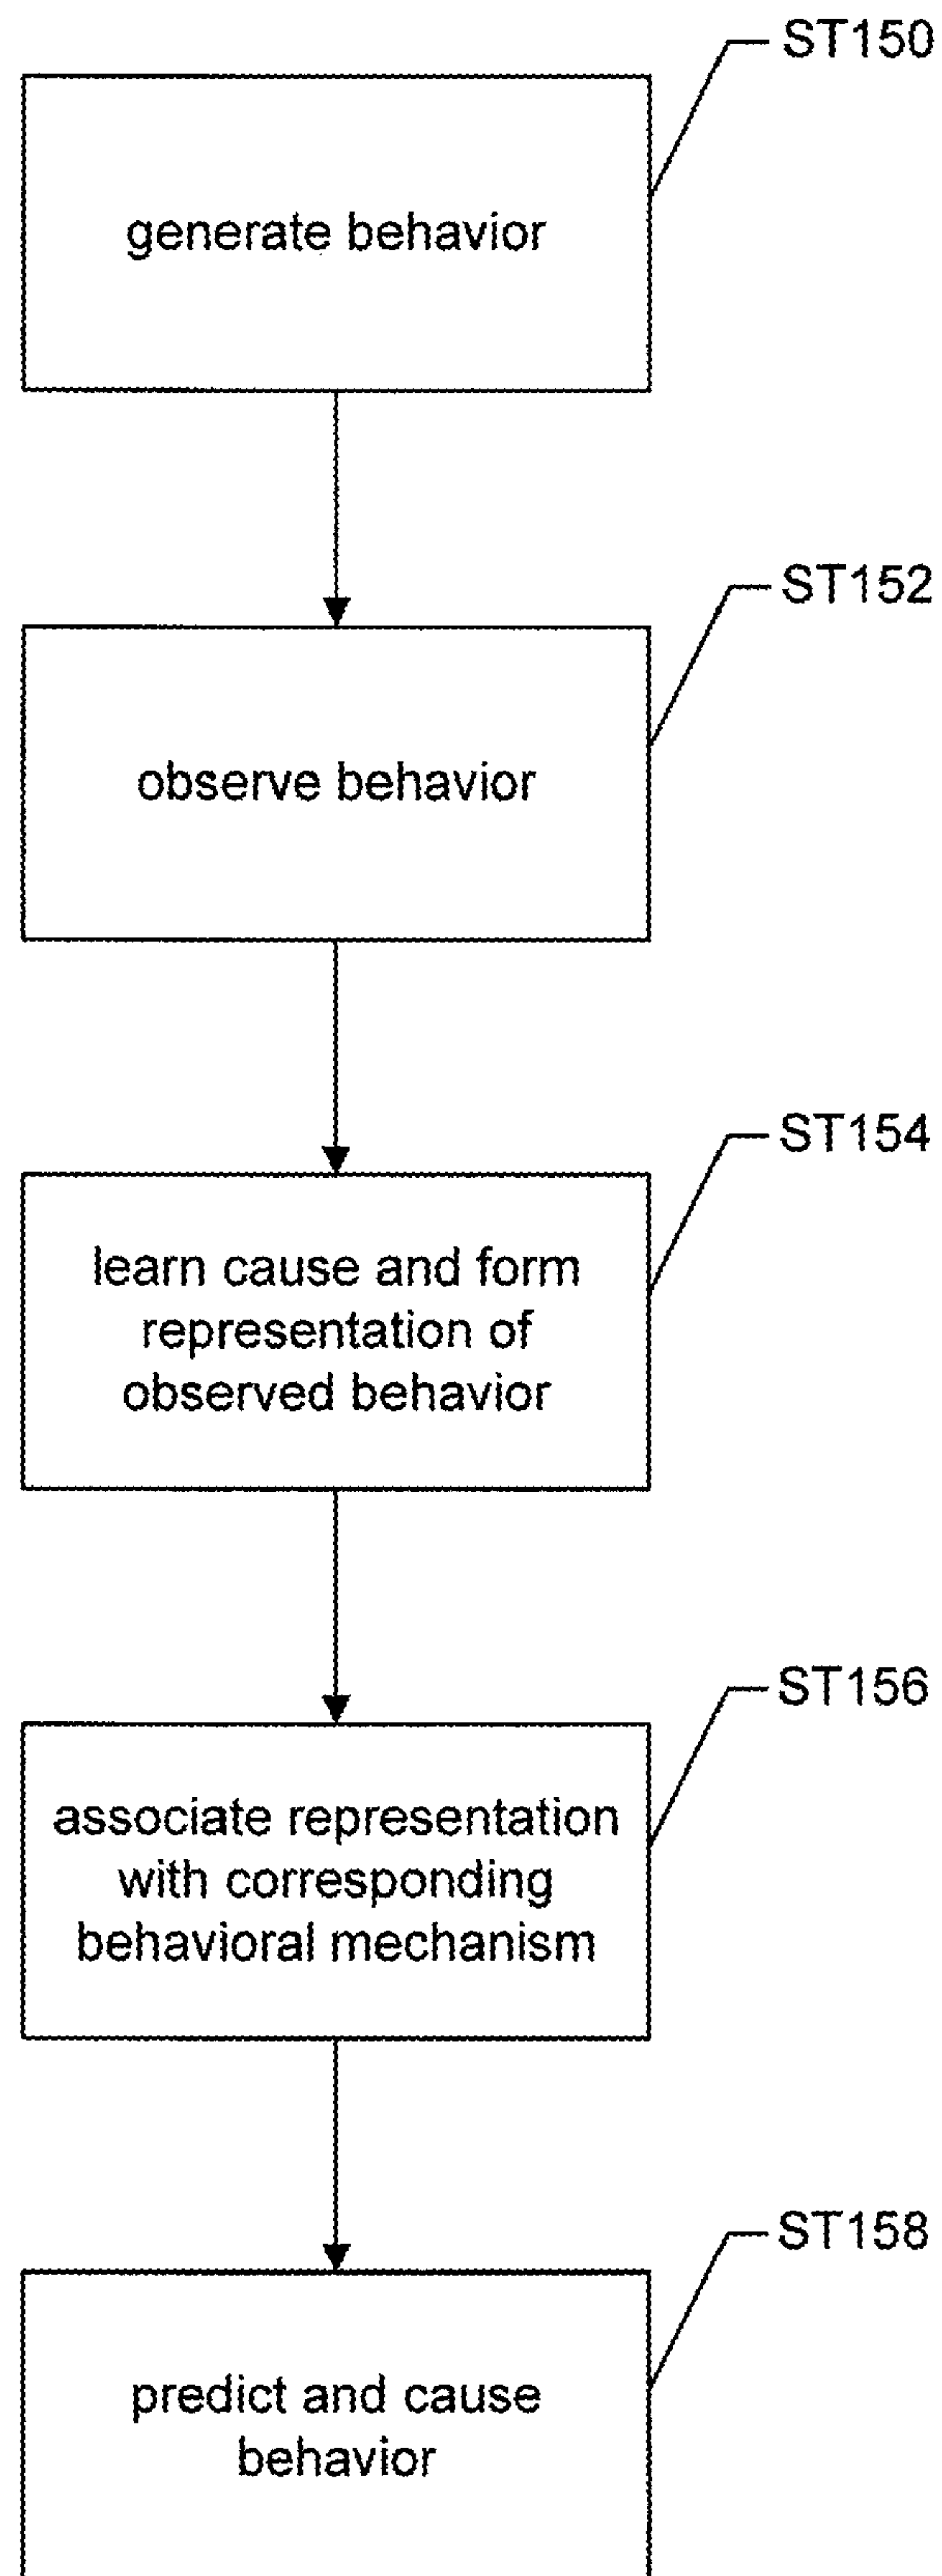 ST150
generate behavior
ST152
observe behavior
ST154
learn cause and form
representation of
observed behavior
ST156
associate representation
with corresponding
behavioral mechanism
ST158
predict and cause
behavior